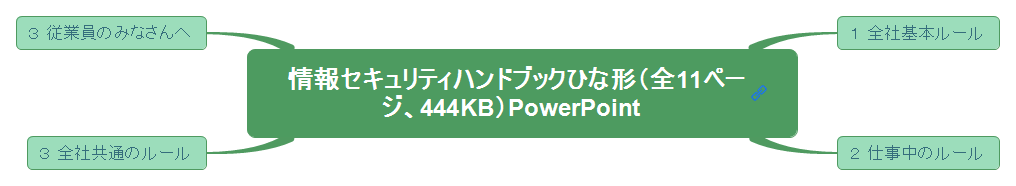 3 従業員のみなさんへ
1 全社基本ルール
情報セキュリティハンドブックひな形（全11ペー
ジ、444KB）PowerPoint
3 全社共通のルール
2 仕事中のルール